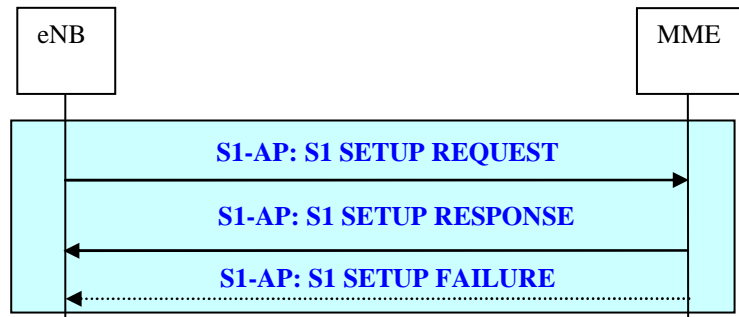 eNB
MME
S1-AP: S1 SETUP REQUEST
S1-AP: S1 SETUP RESPONSE
S1-AP: S1 SETUP FAILURE